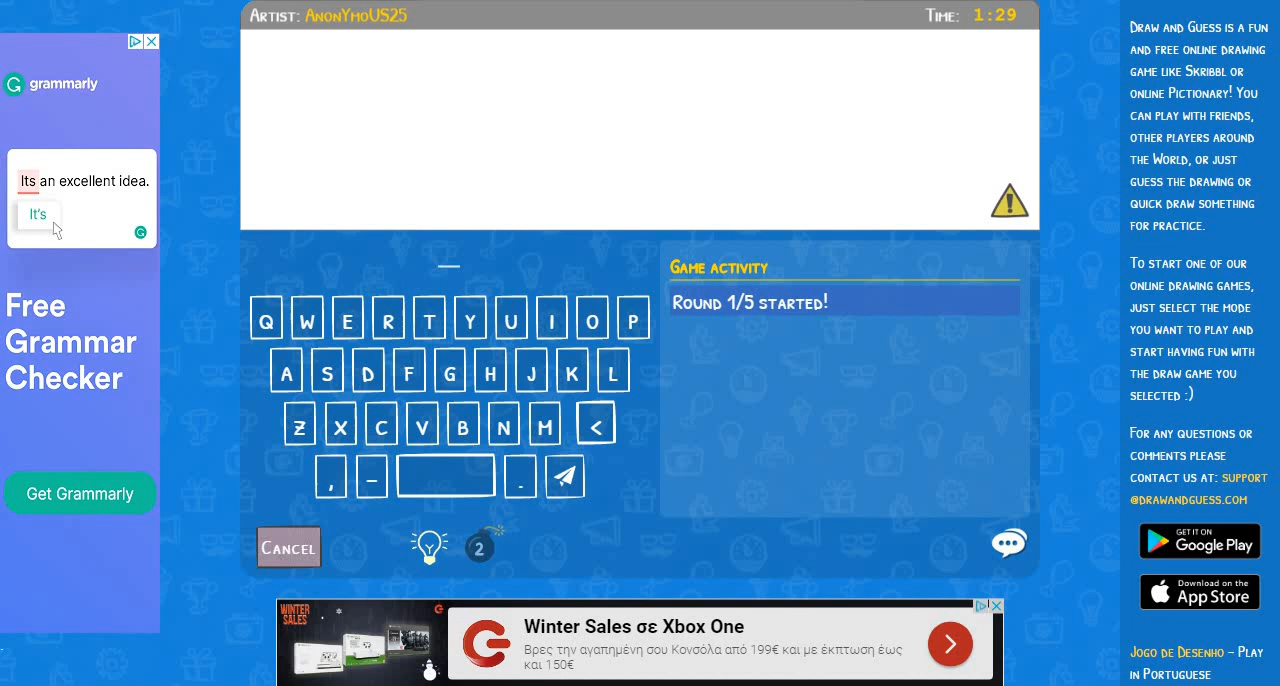 Artist: AnonYmoUS25
Time: 1:29
grammarly
Its an excellent idea.
It's
Free
Grammar
Checker
Get Grammarly
Game activity
Round 1/5 started!
Q W E R T Y U I O P
A S D F G H J K L
Z X C V B N M <
, - .
Cancel
2
Draw and Guess is a fun
and free online drawing
game like Skribbl or
online Pictionary! You
can play with friends,
other players around
the World, or just
guess the drawing or
quick draw something
for practice.
To start one of our
online drawing games,
just select the mode
you want to play and
start having fun with
the draw game you
selected :)
For any questions or
comments please
contact us at: support
@drawandguess.com
GET IT ON
Google Play
Download on the
App Store
Jogo de Desenho - Play
in Portuguese
WINTER
SALES
Winter Sales σε Xbox One
Βρες την αγαπημένη σου Κονσόλα από 199€ και με έκπτωση έως
και 150€